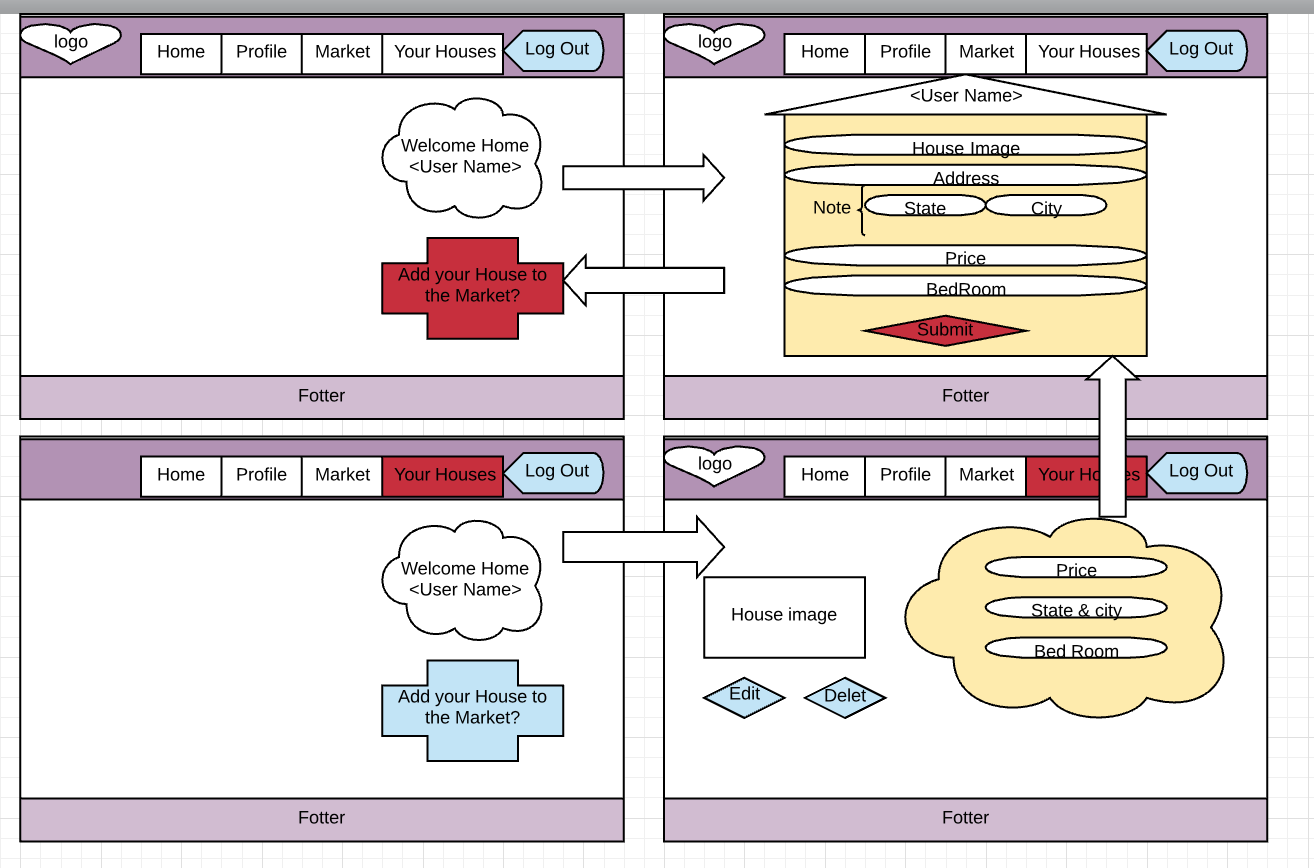 logo
Home Profile Market Your Houses Log Out
Welcome Home
<User Name>
Add your House to
the Market?
Fotter
logo
Home Profile Market Your Houses Log Out
<User Name>
House Image
Address
Note State City
Price
BedRoom
Submit
Fotter
Home Profile Market Your Houses Log Out
Welcome Home
<User Name>
Add your House to
the Market?
Fotter
logo
Home Profile Market Your Houses Log Out
House image
Edit Delet
Price
State & city
Bed Room
Fotter